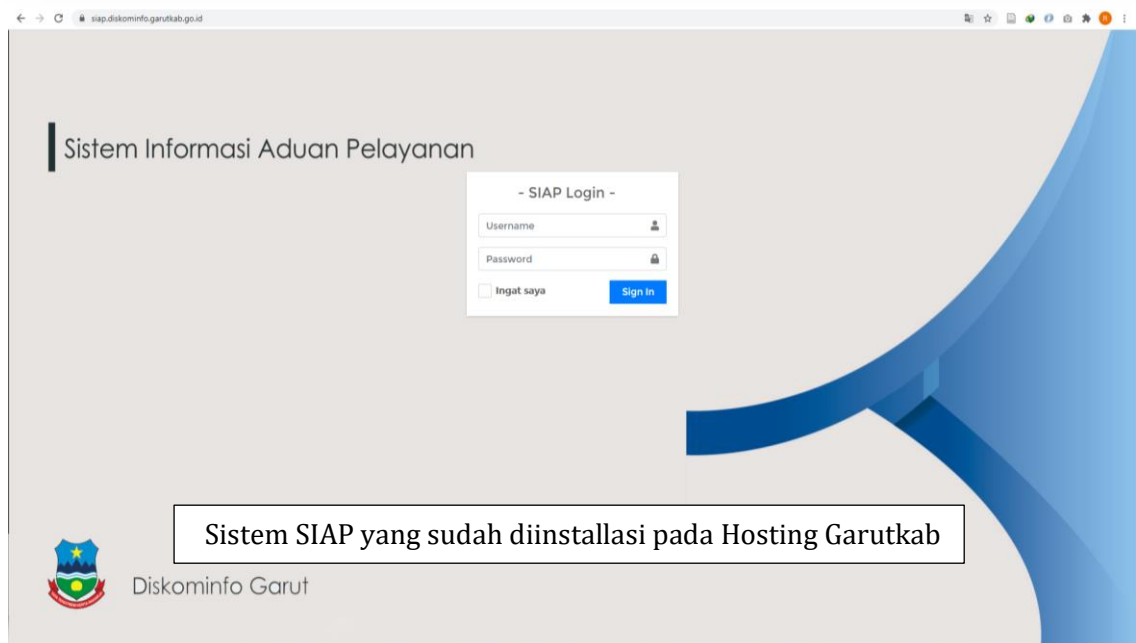 siap.diskominfo.garutkab.go.id
Sistem Informasi Aduan Pelayanan
- SIAP Login -
Username
Password
Ingat saya
Sign In
Sistem SIAP yang sudah diinstallasi pada Hosting Garutkab
Diskominfo Garut